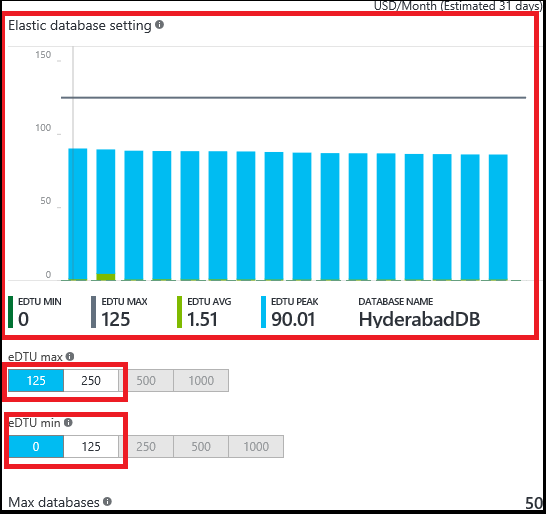 USD/Month (Estimated 31 days)
Elastic database setting
150
100
50
0
EDTU MIN EDTU MAX EDTU AVG EDTU PEAK DATABASE NAME
0 125 1.51 90.01 HyderabadDB
eDTU max
125 250 500 1000
eDTU min
0 125 250 500 1000
Max databases 50